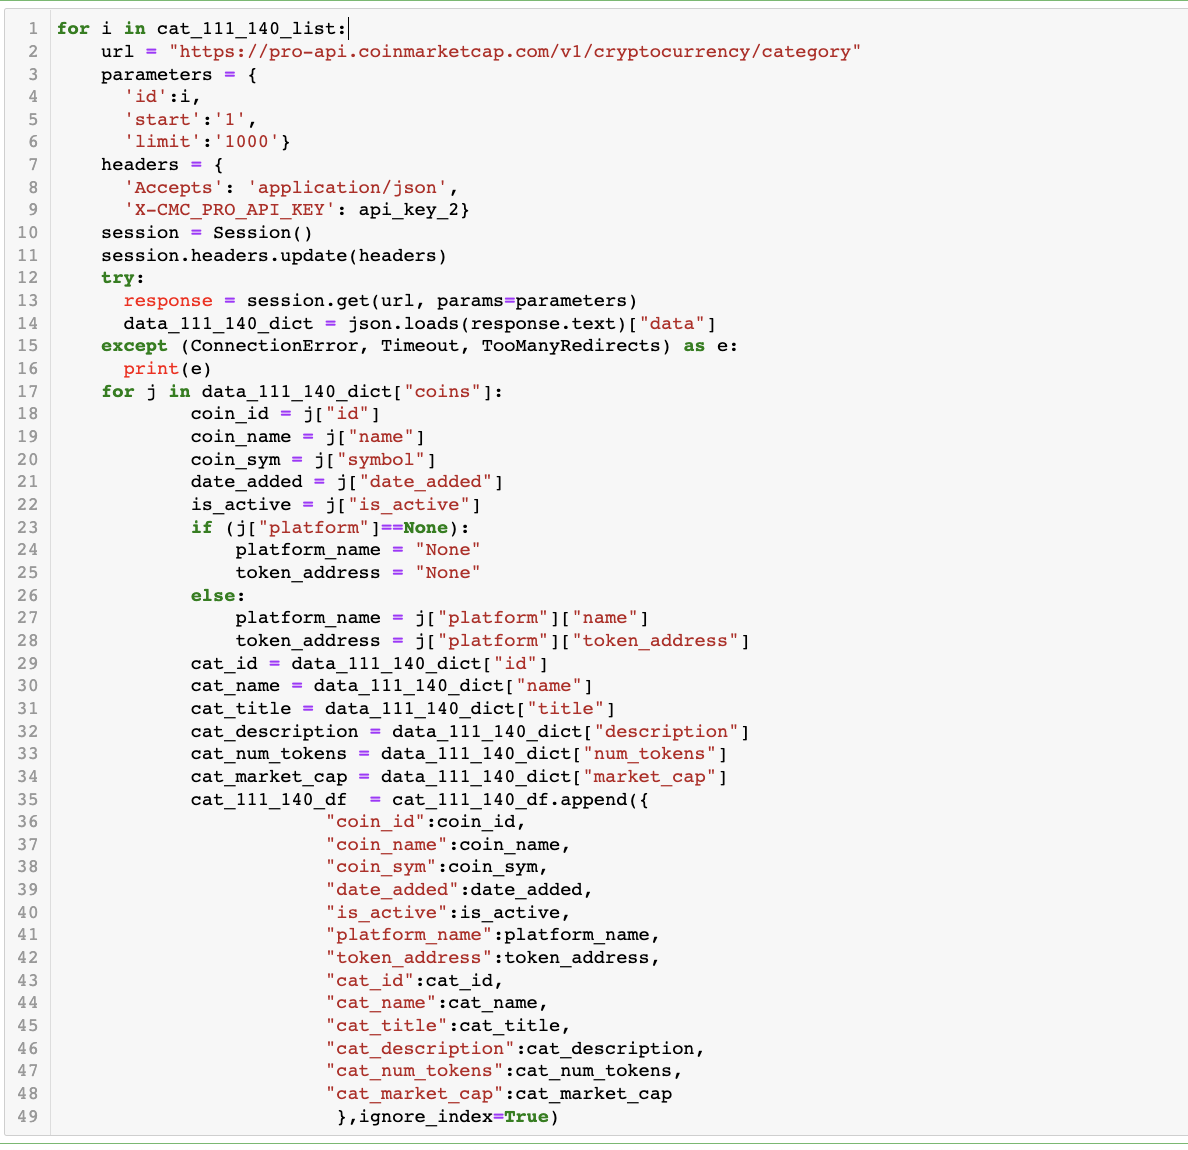 1 for i in cat_111_140_list:
2     url = "https://pro-api.coinmarketcap.com/v1/cryptocurrency/category"
3     parameters = {
4       'id':i,
5       'start':'1',
6       'limit':'1000'}
7     headers = {
8       'Accepts': 'application/json',
9       'X-CMC_PRO_API_KEY': api_key_2}
10     session = Session()
11     session.headers.update(headers)
12     try:
13       response = session.get(url, params=parameters)
14       data_111_140_dict = json.loads(response.text)["data"]
15     except (ConnectionError, Timeout, TooManyRedirects) as e:
16       print(e)
17     for j in data_111_140_dict["coins"]:
18             coin_id = j["id"]
19             coin_name = j["name"]
20             coin_sym = j["symbol"]
21             date_added = j["date_added"]
22             is_active = j["is_active"]
23             if (j["platform"]==None):
24                 platform_name = "None"
25                 token_address = "None"
26             else:
27                 platform_name = j["platform"]["name"]
28                 token_address = j["platform"]["token_address"]
29             cat_id = data_111_140_dict["id"]
30             cat_name = data_111_140_dict["name"]
31             cat_title = data_111_140_dict["title"]
32             cat_description = data_111_140_dict["description"]
33             cat_num_tokens = data_111_140_dict["num_tokens"]
34             cat_market_cap = data_111_140_dict["market_cap"]
35             cat_111_140_df  = cat_111_140_df.append({
36                         "coin_id":coin_id,
37                         "coin_name":coin_name,
38                         "coin_sym":coin_sym,
39                         "date_added":date_added,
40                         "is_active":is_active,
41                         "platform_name":platform_name,
42                         "token_address":token_address,
43                         "cat_id":cat_id,
44                         "cat_name":cat_name,
45                         "cat_title":cat_title,
46                         "cat_description":cat_description,
47                         "cat_num_tokens":cat_num_tokens,
48                         "cat_market_cap":cat_market_cap
49                          },ignore_index=True)